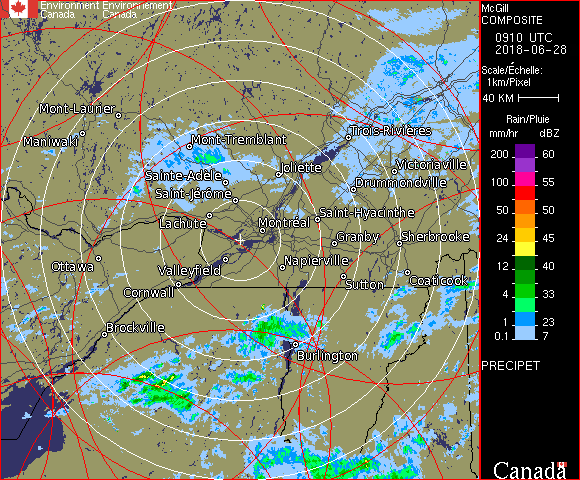 Environment Environnement
Canada Canada
McGill
COMPOSITE
0910 UTC
2018-06-28
Scale/Échelle:
1km/Pixel
40 KM
Rain/Pluie
mm/hr dBZ
200 60
100 55
50 50
24 45
12 40
4 33
1 23
0.1 7
PRECIPET
Canada
Mont-Laurier
Maniwaki
Mont-Tremblant
Trois-Rivières
Joliette
Victoriaville
Sainte-Adèle
Drummondville
Saint-Jérôme
Saint-Hyacinthe
Lachute
Montréal
Granby
Sherbrooke
Ottawa
Valleyfield
Napierville
Cornwall
Sutton
Coaticook
Brockville
Burlington